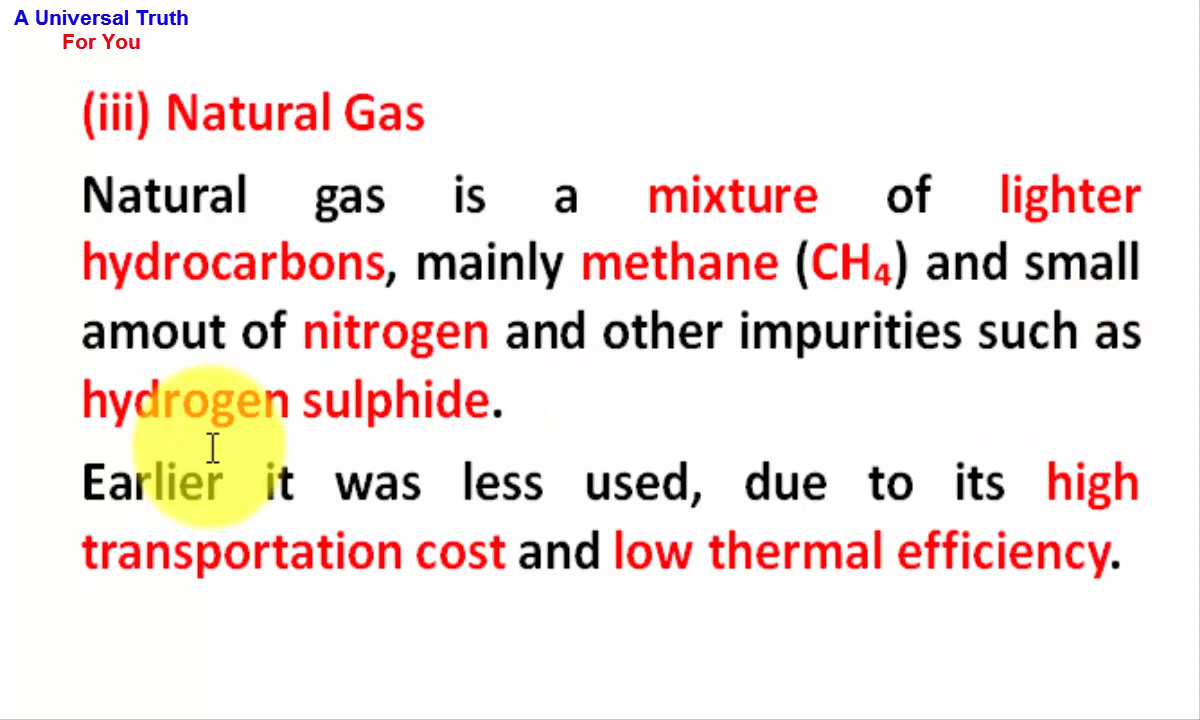 A Universal Truth
For You
(iii) Natural Gas
Natural gas is a mixture of lighter
hydrocarbons, mainly methane (CH₄) and small
amout of nitrogen and other impurities such as
hydrogen sulphide.
Earlier it was less used, due to its high
transportation cost and low thermal efficiency.